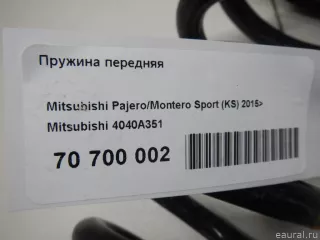 Пружина передняя
Mitsubishi Pajero/Montero Sport (KS) 2015>
Mitsubishi 4040A351
70 700 002
eaural.ru